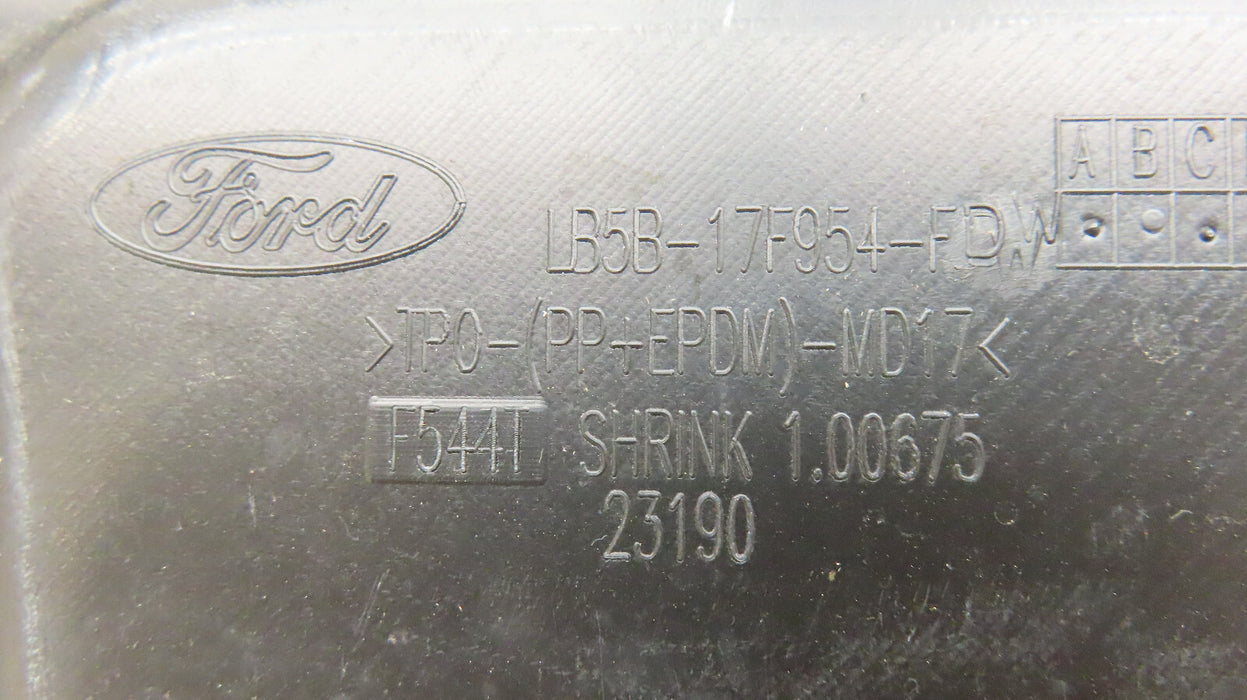 Ford
A B C
LB5B-17F954-FDW
>TPO-(PP+EPDM)-MD17<
F544T SHRINK 1.00675
23190